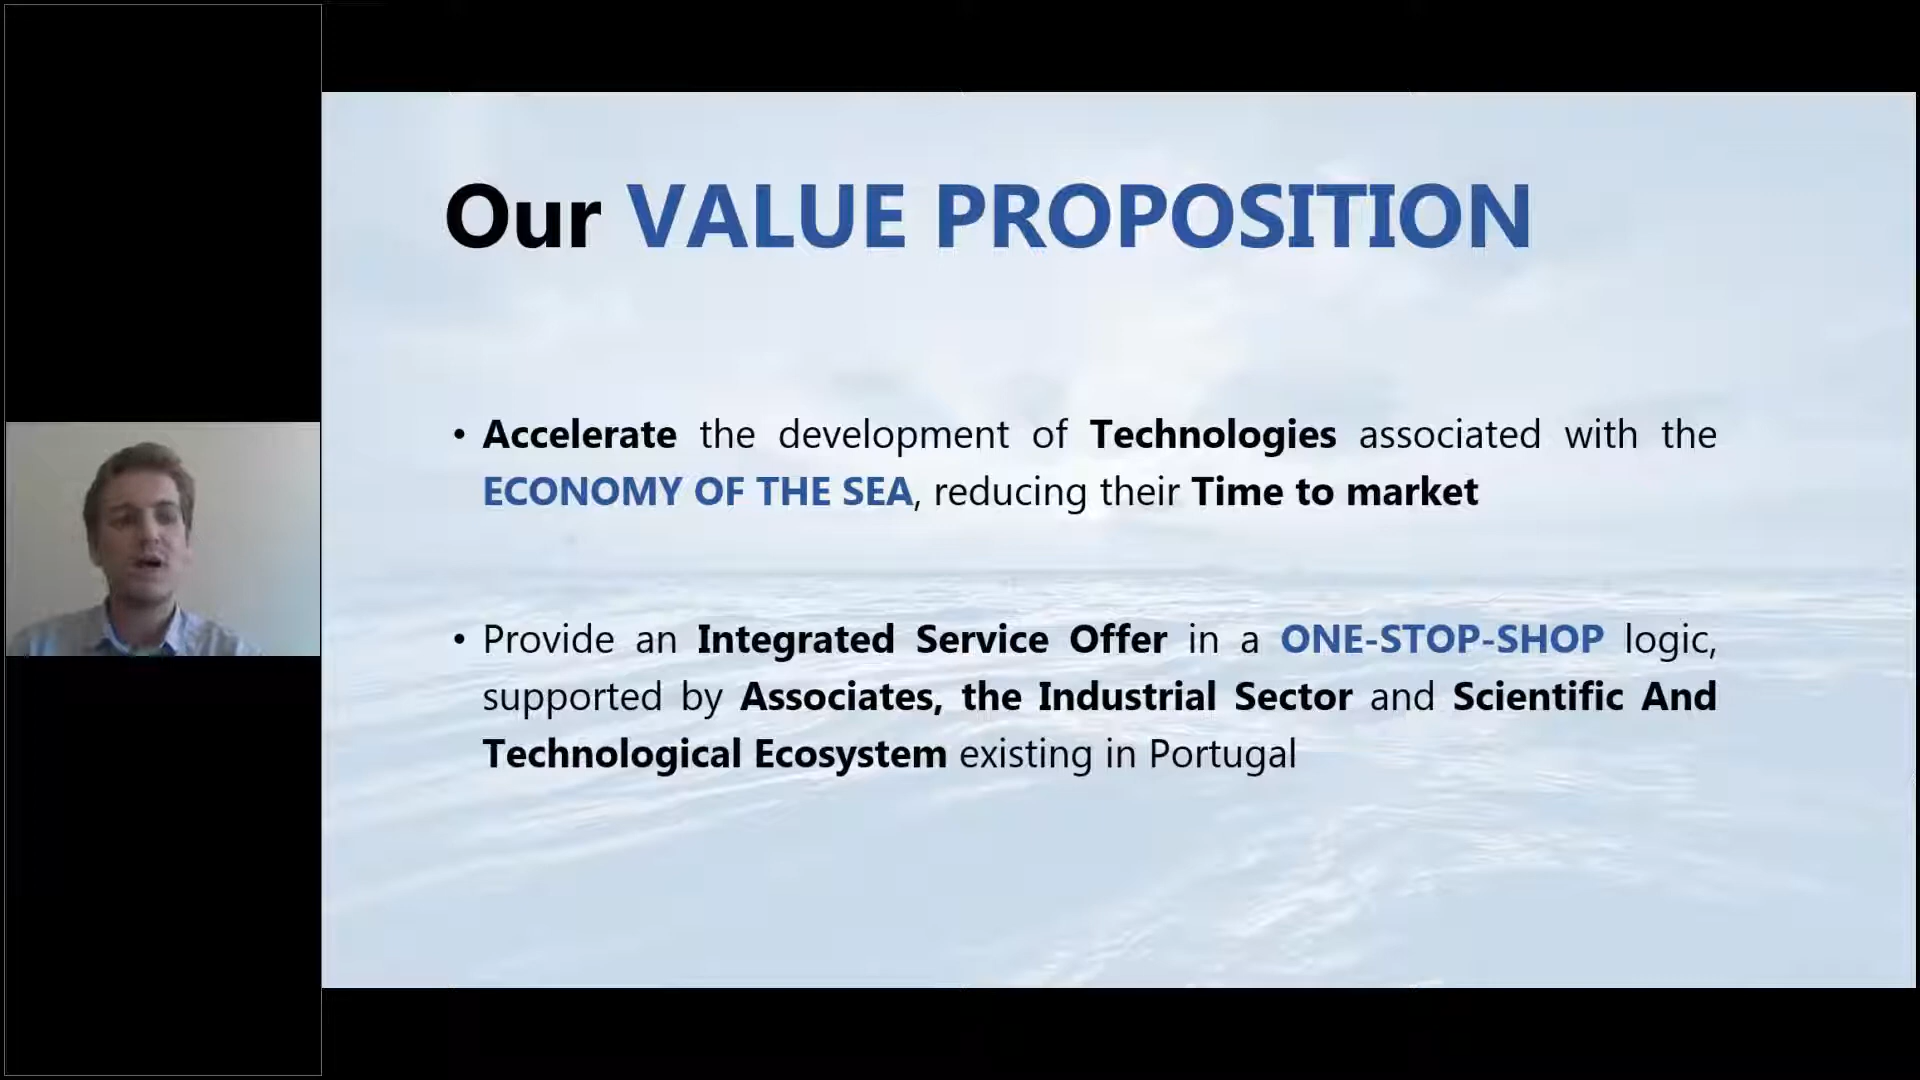 Our VALUE PROPOSITION
• Accelerate the development of Technologies associated with the
ECONOMY OF THE SEA, reducing their Time to market
• Provide an Integrated Service Offer in a ONE-STOP-SHOP logic,
supported by Associates, the Industrial Sector and Scientific And
Technological Ecosystem existing in Portugal